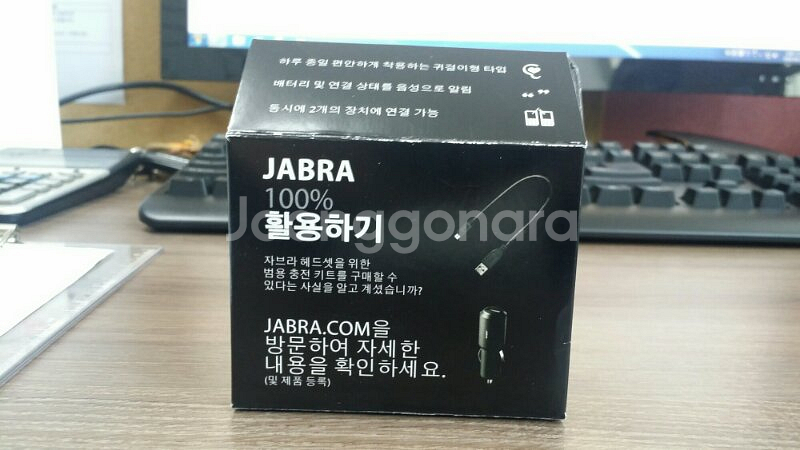 하루 종일 편안하게 착용하는 귀걸이형 타입
배터리 및 연결 상태를 음성으로 알림
동시에 2개의 장치에 연결 가능
JABRA
100%
활용하기
Joonggonara
자브라 헤드셋을 위한
범용 충전 키트를 구매할 수
있다는 사실을 알고 계셨습니까?
JABRA.COM을
방문하여 자세한
내용을 확인하세요.
(및 제품 등록)